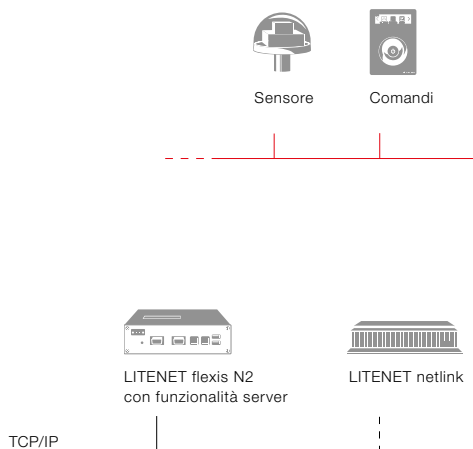 Sensore
Comandi
LITENET flexis N2
con funzionalità server
LITENET netlink
TCP/IP